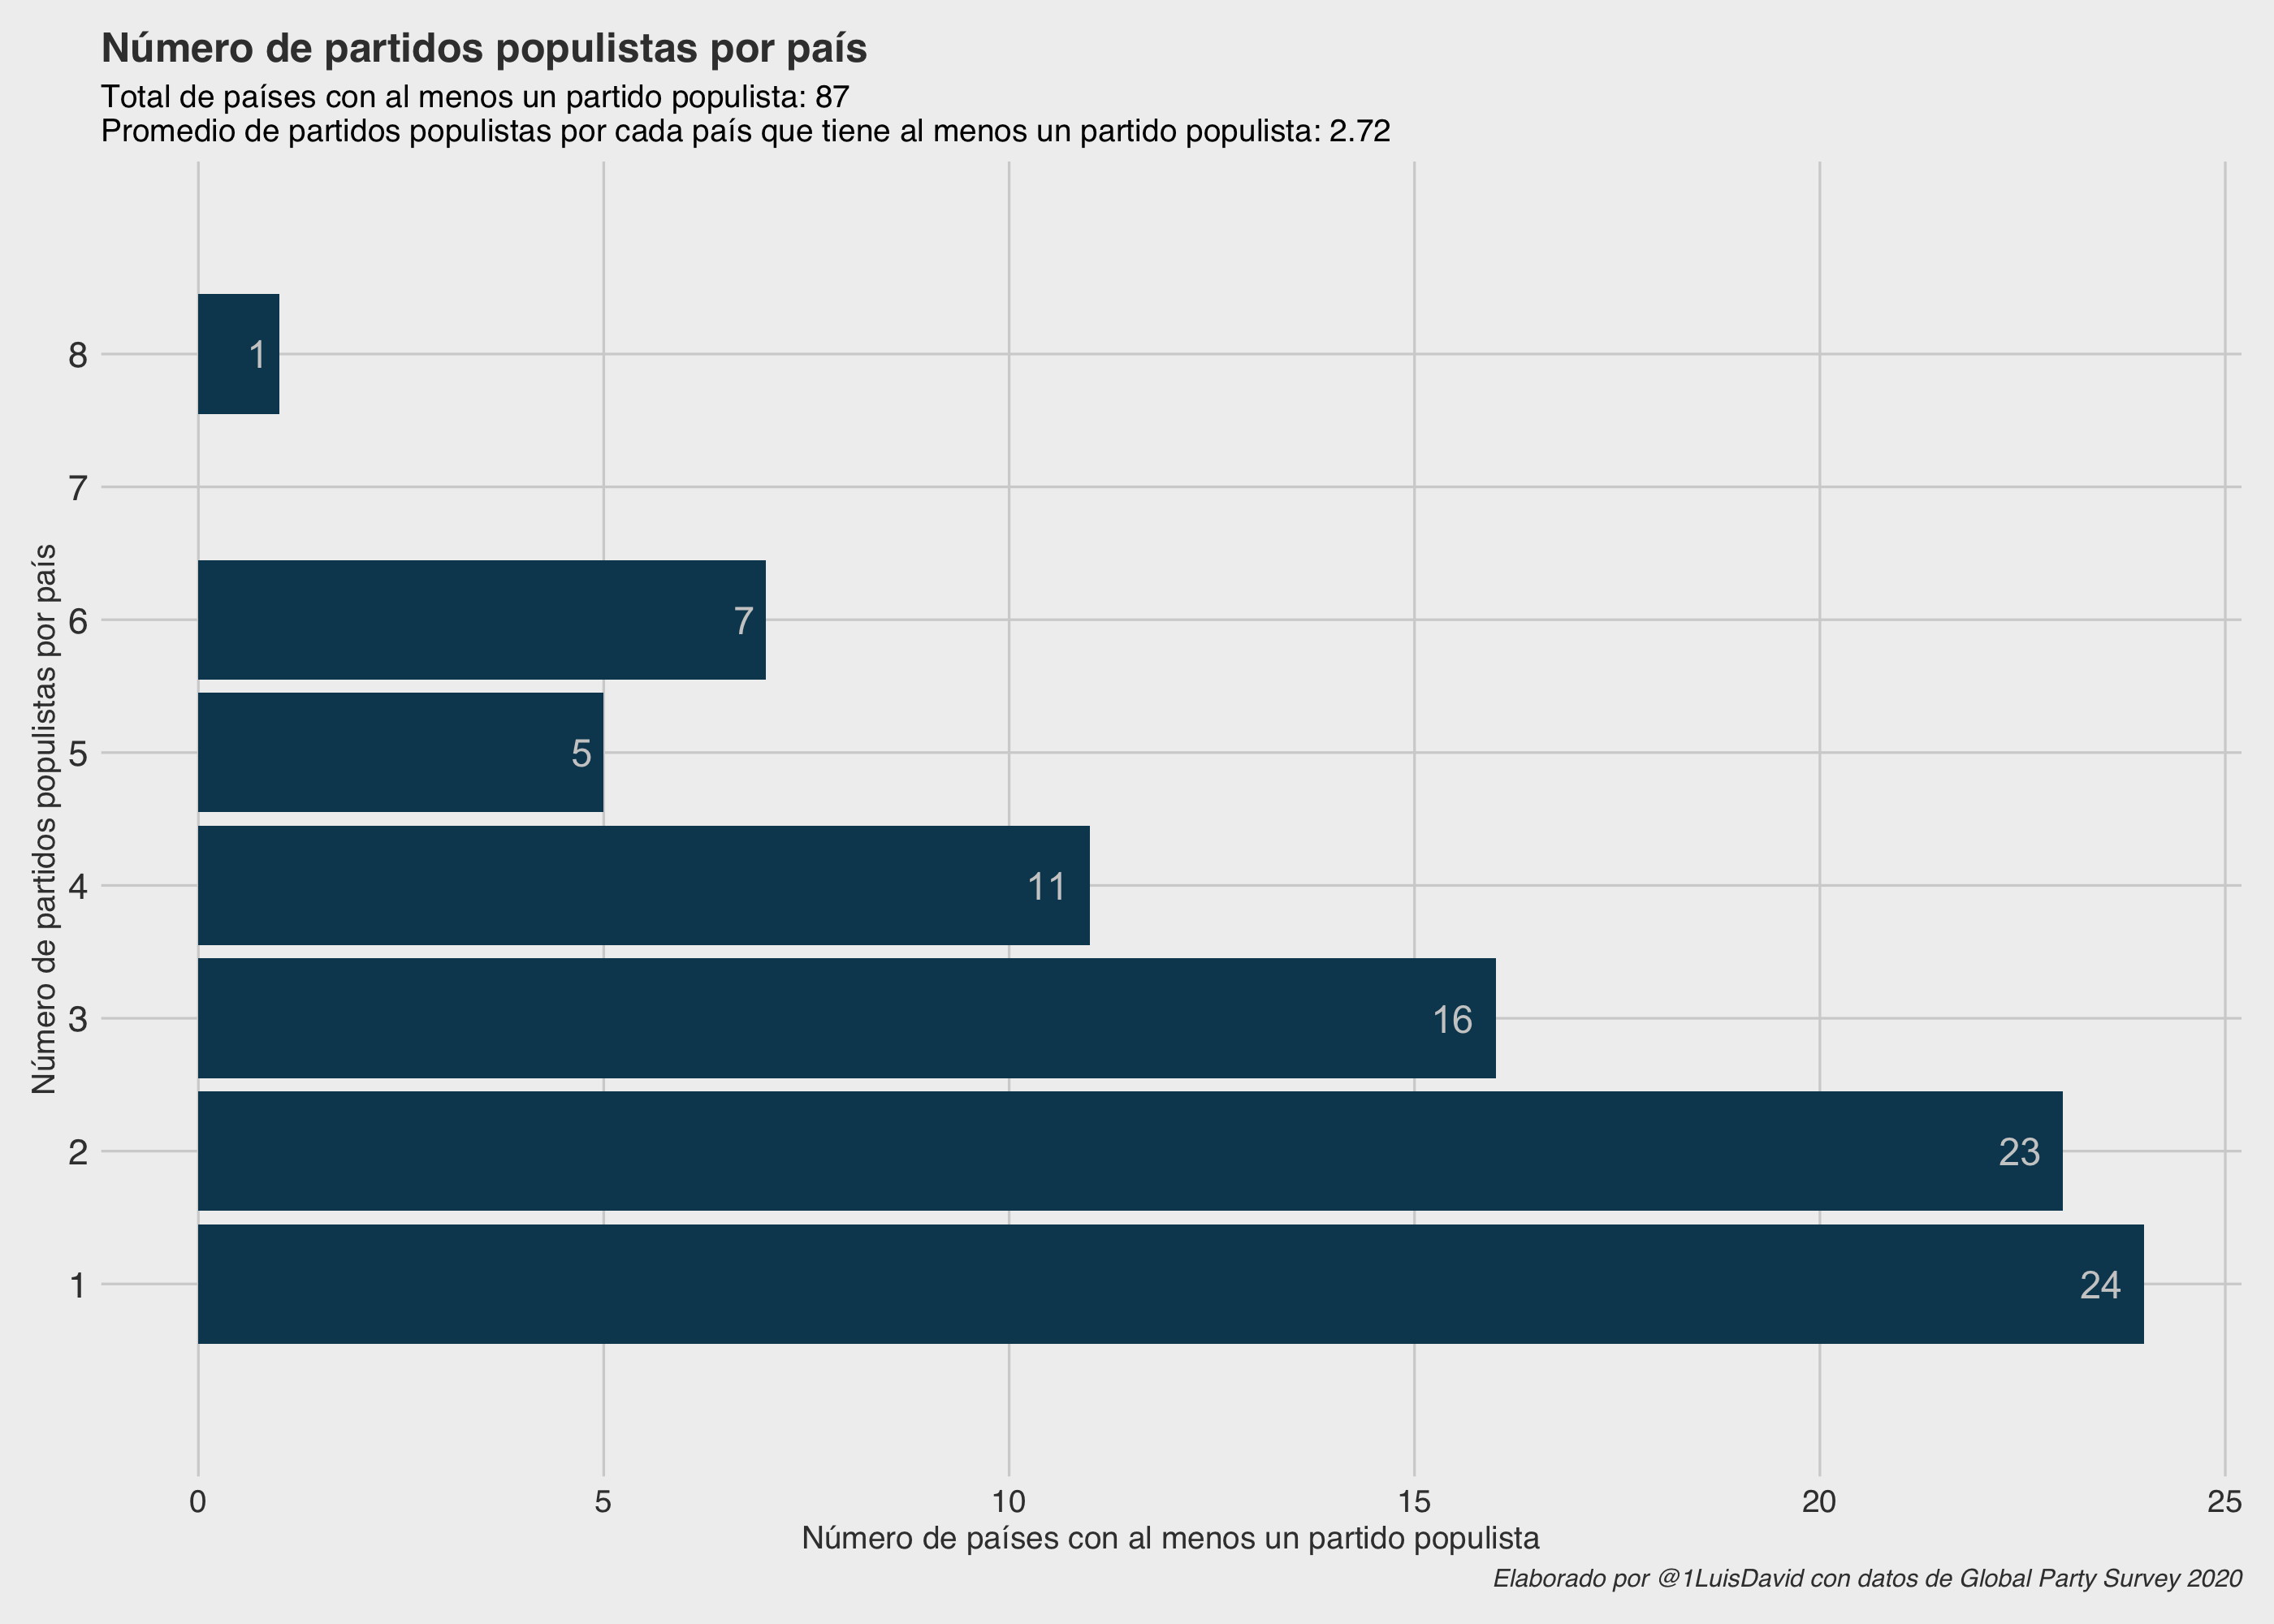 Número de partidos populistas por país
Total de países con al menos un partido populista: 87
Promedio de partidos populistas por cada país que tiene al menos un partido populista: 2.72
Número de partidos populistas por país
8
1
7
6
7
5
5
4
11
3
16
2
23
1
24
0 5 10 15 20 25
Número de países con al menos un partido populista
Elaborado por @1LuisDavid con datos de Global Party Survey 2020